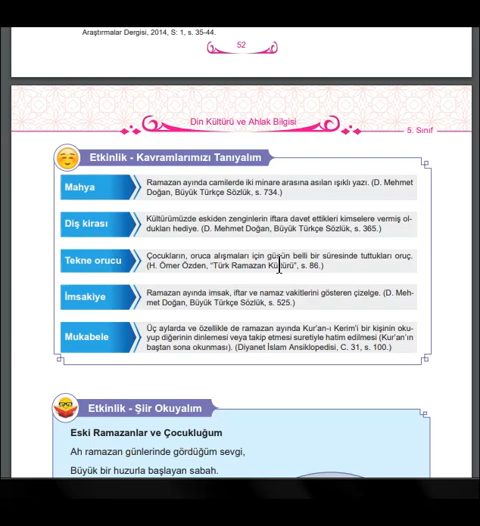 Araştırmalar Dergisi, 2014, S: 1, s. 35-44.
52
Din Kültürü ve Ahlak Bilgisi
5. Sınıf
Etkinlik - Kavramlarımızı Tanıyalım
Mahya
Ramazan ayında camilerde iki minare arasına asılan ışıklı yazı. (D. Mehmet
Doğan, Büyük Türkçe Sözlük, s. 734.)
Diş kirası
Kültürümüzde eskiden zenginlerin iftara davet ettikleri kimselere vermiş ol-
dukları hediye. (D. Mehmet Doğan, Büyük Türkçe Sözlük, s. 365.)
Tekne orucu
Çocukların, oruca alışmaları için günün belli bir süresinde tuttukları oruç.
(H. Ömer Özden, “Türk Ramazan Kültürü”, s. 86.)
İmsakiye
Ramazan ayında imsak, iftar ve namaz vakitlerini gösteren çizelge. (D. Meh-
met Doğan, Büyük Türkçe Sözlük, s. 525.)
Mukabele
Üç aylarda ve özellikle de ramazan ayında Kur’an-ı Kerim’i bir kişinin oku-
yup diğerinin dinlemesi veya takip etmesi suretiyle hatim edilmesi (Kur’an’ın
baştan sona okunması). (Diyanet İslam Ansiklopedisi, C. 31, s. 100.)
Etkinlik - Şiir Okuyalım
Eski Ramazanlar ve Çocukluğum
Ah ramazan günlerinde gördüğüm sevgi,
Büyük bir huzurla başlayan sabah.